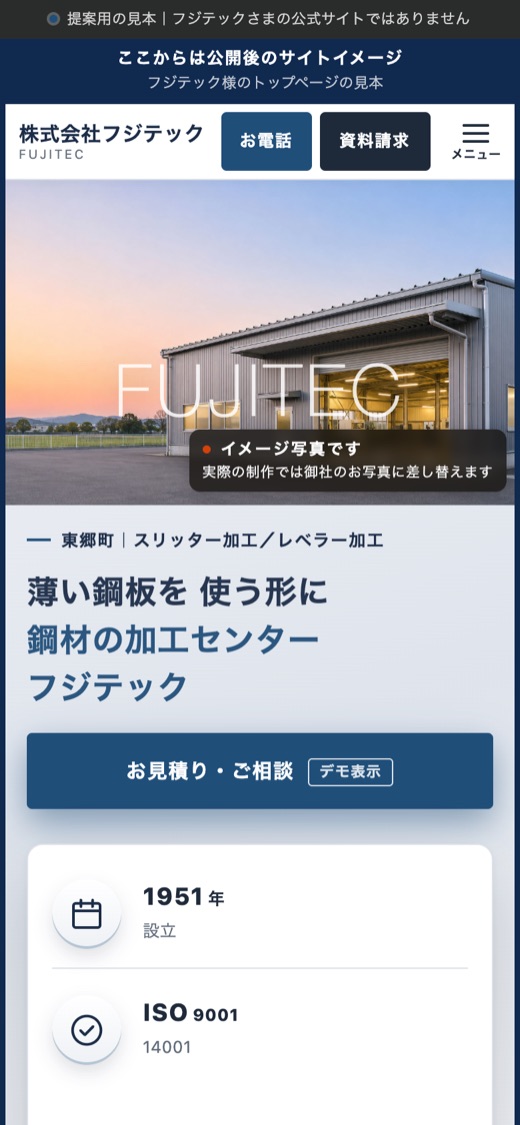 提案用の見本｜フジテックさまの公式サイトではありません
ここからは公開後のサイトイメージ
フジテック様のトップページの見本
株式会社フジテック
FUJITEC
お電話
資料請求
メニュー
FUJITEC
イメージ写真です
実際の制作では御社のお写真に差し替えます
東郷町｜スリッター加工／レベラー加工
薄い鋼板を 使う形に
鋼材の加工センター
フジテック
お見積り・ご相談 デモ表示
1951年
設立
ISO 9001
14001